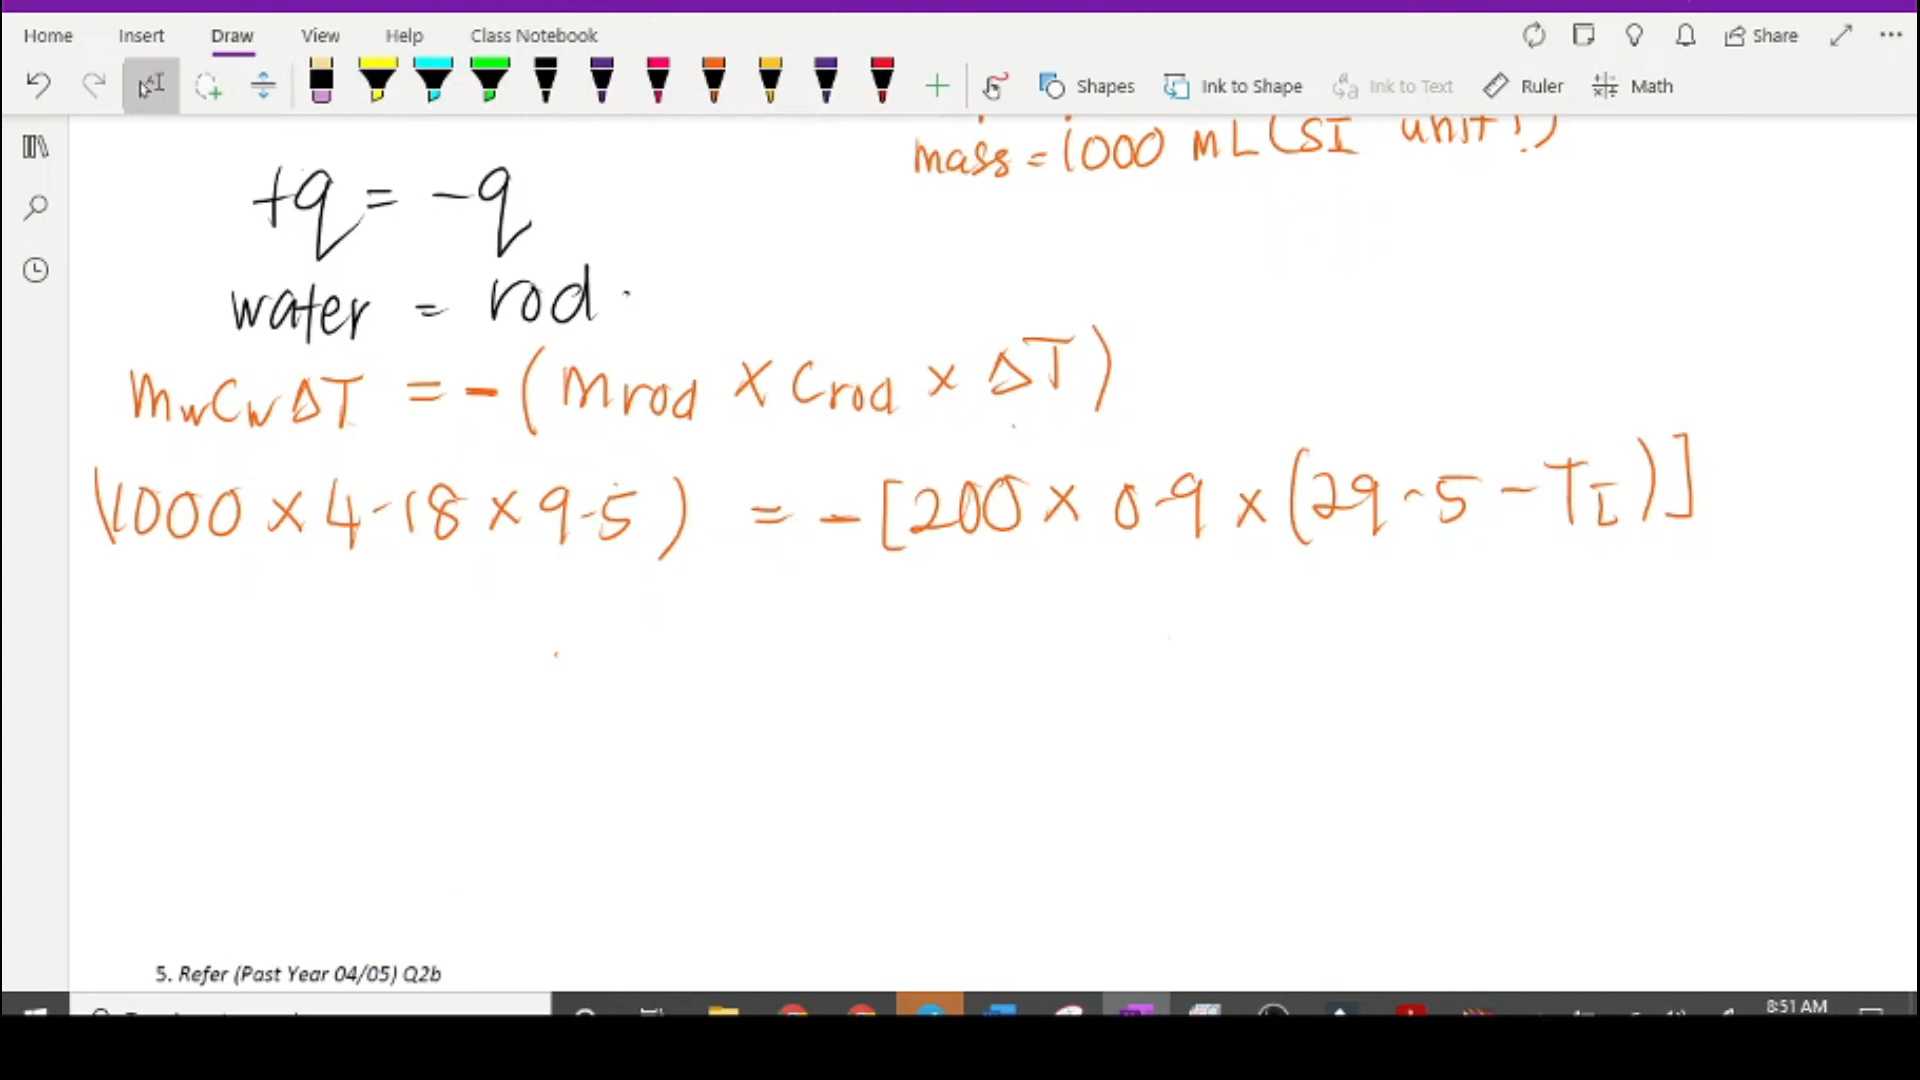 Home Insert Draw View Help Class Notebook Share
Shapes Ink to Shape Ink to Text Ruler Math
mass = 1000 mL (SI unit!)
+q = -q
water = rod.
mwCwΔT = -(mrod × Crod × ΔT)
(1000 × 4.18 × 9.5) = -[200 × 0.9 × (29.5 - TI)]
5. Refer (Past Year 04/05) Q2b
8:51 AM